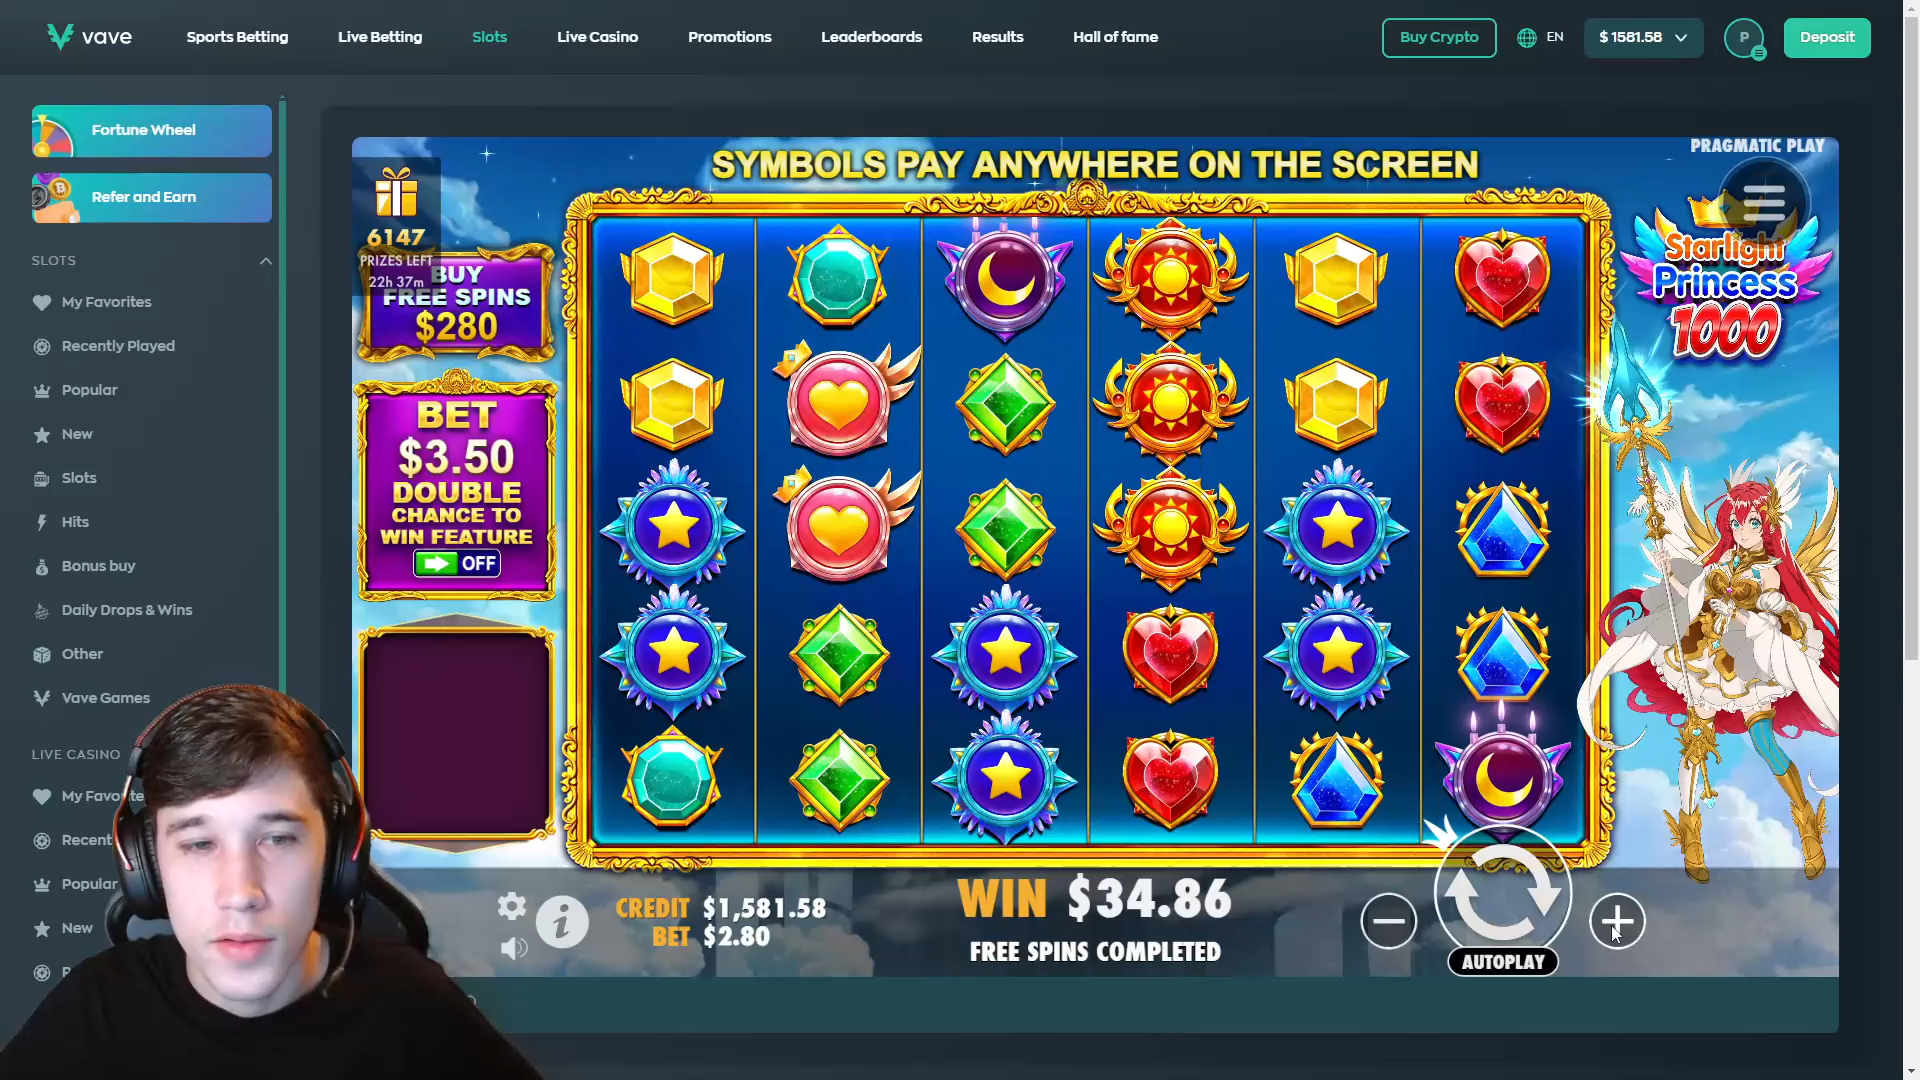 vave
Sports Betting
Live Betting
Slots
Live Casino
Promotions
Leaderboards
Results
Hall of fame
Buy Crypto
EN
$ 1581.58
P
Deposit
Fortune Wheel
Refer and Earn
SLOTS
My Favorites
Recently Played
Popular
New
Slots
Hits
Bonus buy
Daily Drops & Wins
Other
Vave Games
LIVE CASINO
My Favorite
Recent
Popular
New
6147
PRIZES LEFT
22h 37m
BUY
FREE SPINS
$280
BET
$3.50
DOUBLE
CHANCE TO
WIN FEATURE
OFF
SYMBOLS PAY ANYWHERE ON THE SCREEN
PRAGMATIC PLAY
Starlight
Princess
1000
CREDIT $1,581.58
BET $2.80
WIN $34.86
FREE SPINS COMPLETED
AUTOPLAY